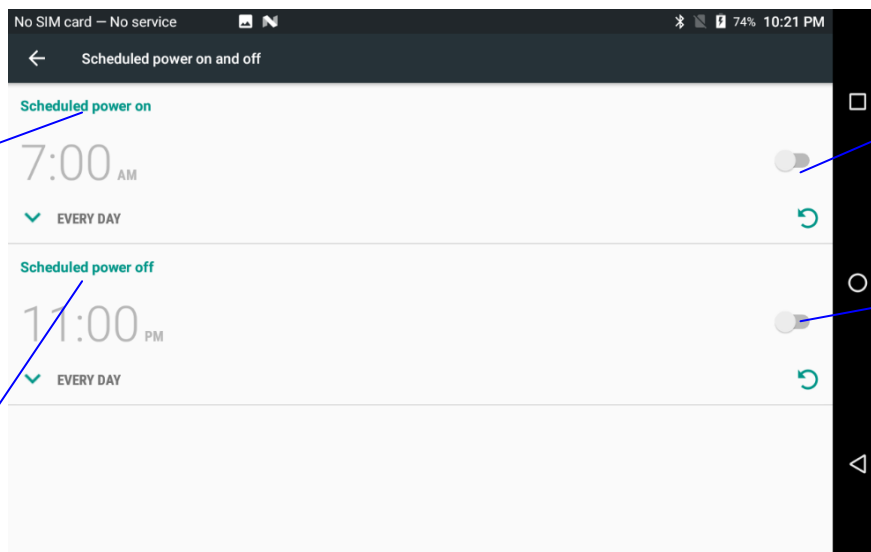 No SIM card — No service 74% 10:21 PM
Scheduled power on and off
Scheduled power on
7:00 AM
EVERY DAY
Scheduled power off
11:00 PM
EVERY DAY